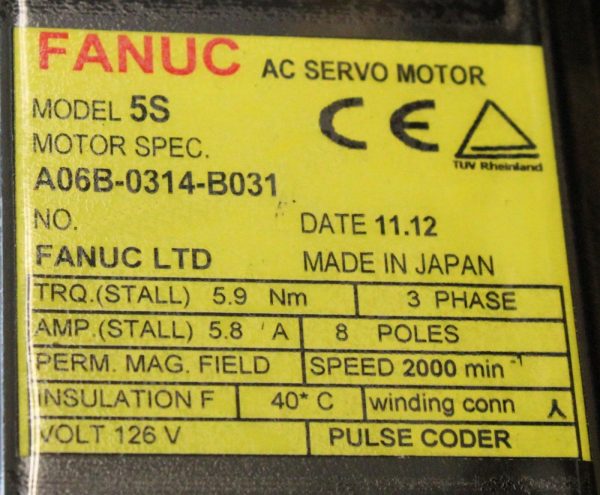 FANUC AC SERVO MOTOR
MODEL 5S
MOTOR SPEC.
A06B-0314-B031
TUV Rheinland
NO. DATE 11.12
FANUC LTD MADE IN JAPAN
TRQ.(STALL) 5.9 Nm 3 PHASE
AMP.(STALL) 5.8 A 8 POLES
PERM. MAG. FIELD SPEED 2000 min⁻¹
INSULATION F 40* C winding conn
VOLT 126 V PULSE CODER